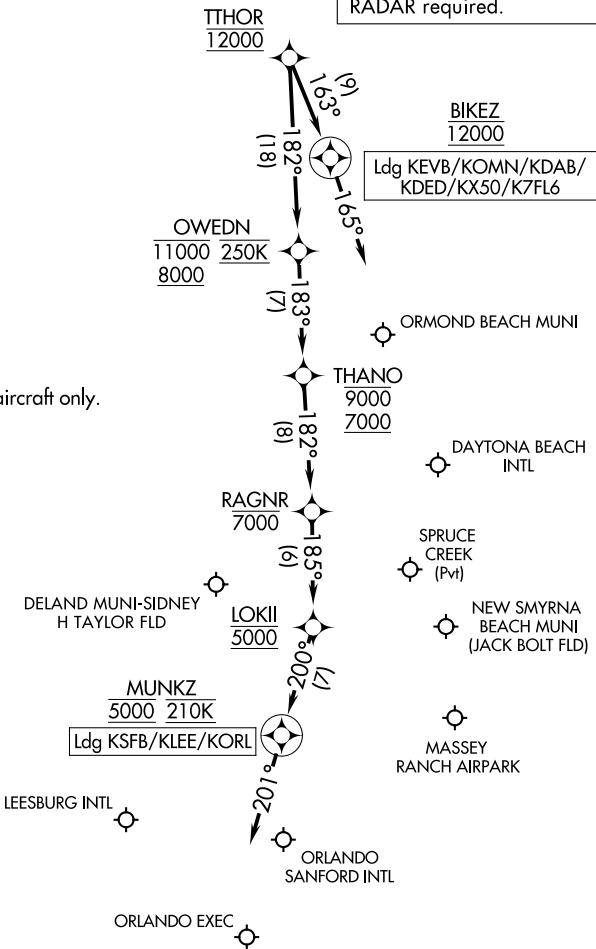 RADAR required.
TTHOR
12000
(9)
163°
182°
(18)
BIKEZ
12000
Ldg KEVB/KOMN/KDAB/
KDED/KX50/K7FL6
165°
OWEDN
11000 250K
8000
183°
(7)
ORMOND BEACH MUNI
THANO
9000
7000
aircraft only.
182°
(8)
DAYTONA BEACH
INTL
RAGNR
7000
185°
(6)
SPRUCE
CREEK
(Pvt)
DELAND MUNI-SIDNEY
H TAYLOR FLD
LOKII
5000
NEW SMYRNA
BEACH MUNI
(JACK BOLT FLD)
200°
(7)
MUNKZ
5000 210K
Ldg KSFB/KLEE/KORL
MASSEY
RANCH AIRPARK
201°
LEESBURG INTL
ORLANDO
SANFORD INTL
ORLANDO EXEC